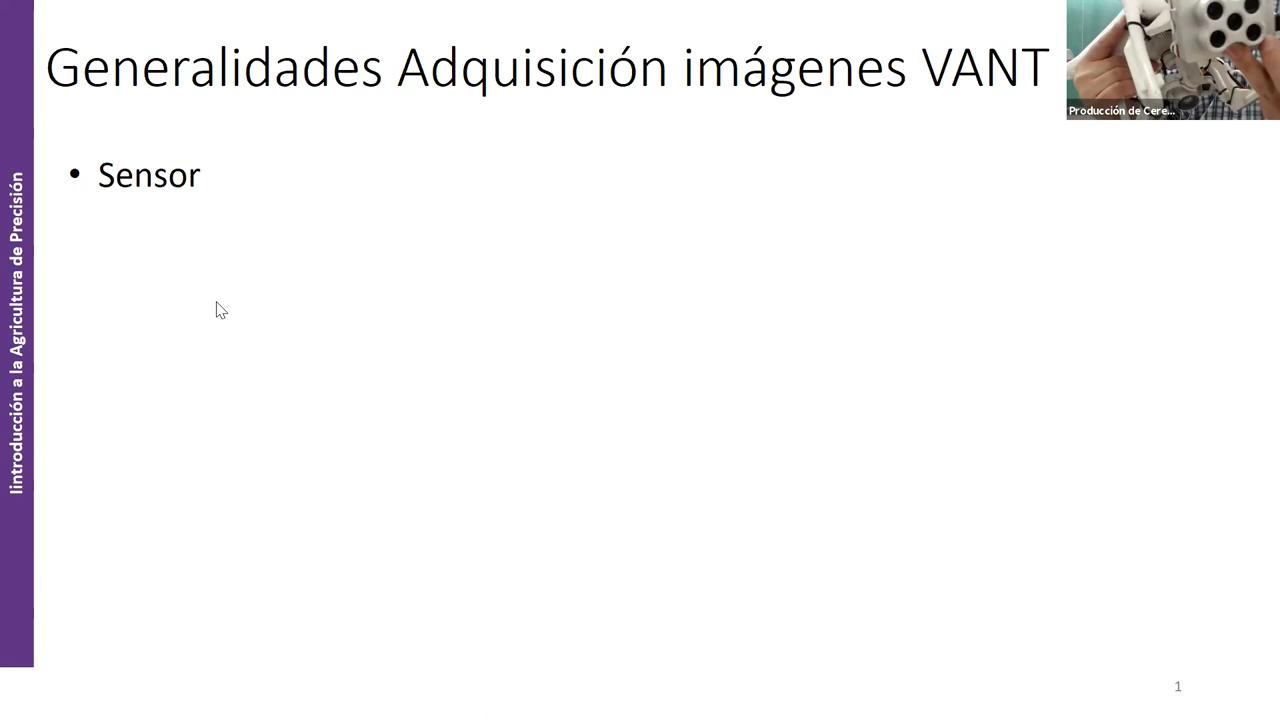 Generalidades Adquisición imágenes VANT
Producción de Cere...
• Sensor
Iintroducción a la Agricultura de Precisión
1